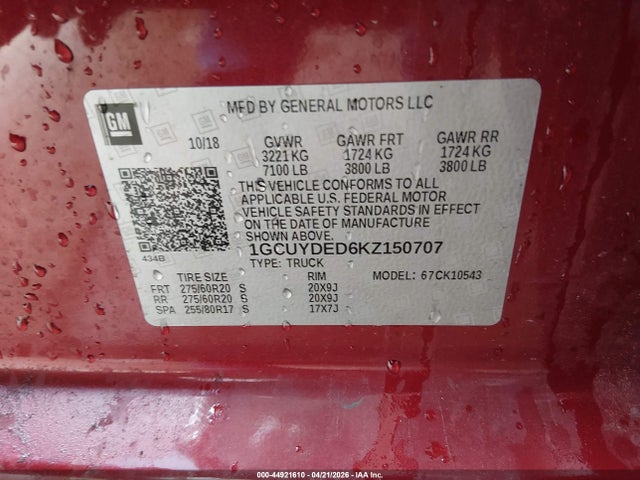 GM
MFD BY GENERAL MOTORS LLC
10/18 GVWR GAWR FRT GAWR RR
3221 KG 1724 KG 1724 KG
7100 LB 3800 LB 3800 LB
THIS VEHICLE CONFORMS TO ALL
APPLICABLE U.S. FEDERAL MOTOR
VEHICLE SAFETY STANDARDS IN EFFECT
ON THE DATE OF MANUFACTURE
SHOWN ABOVE.
434B
1GCUYDED6KZ150707
TYPE: TRUCK
TIRE SIZE RIM MODEL: 67CK10543
FRT 275/60R20 S 20X9J
RR 275/60R20 S 20X9J
SPA 255/80R17 S 17X7J
000-44921610 - 04/21/2026 - IAA Corp.